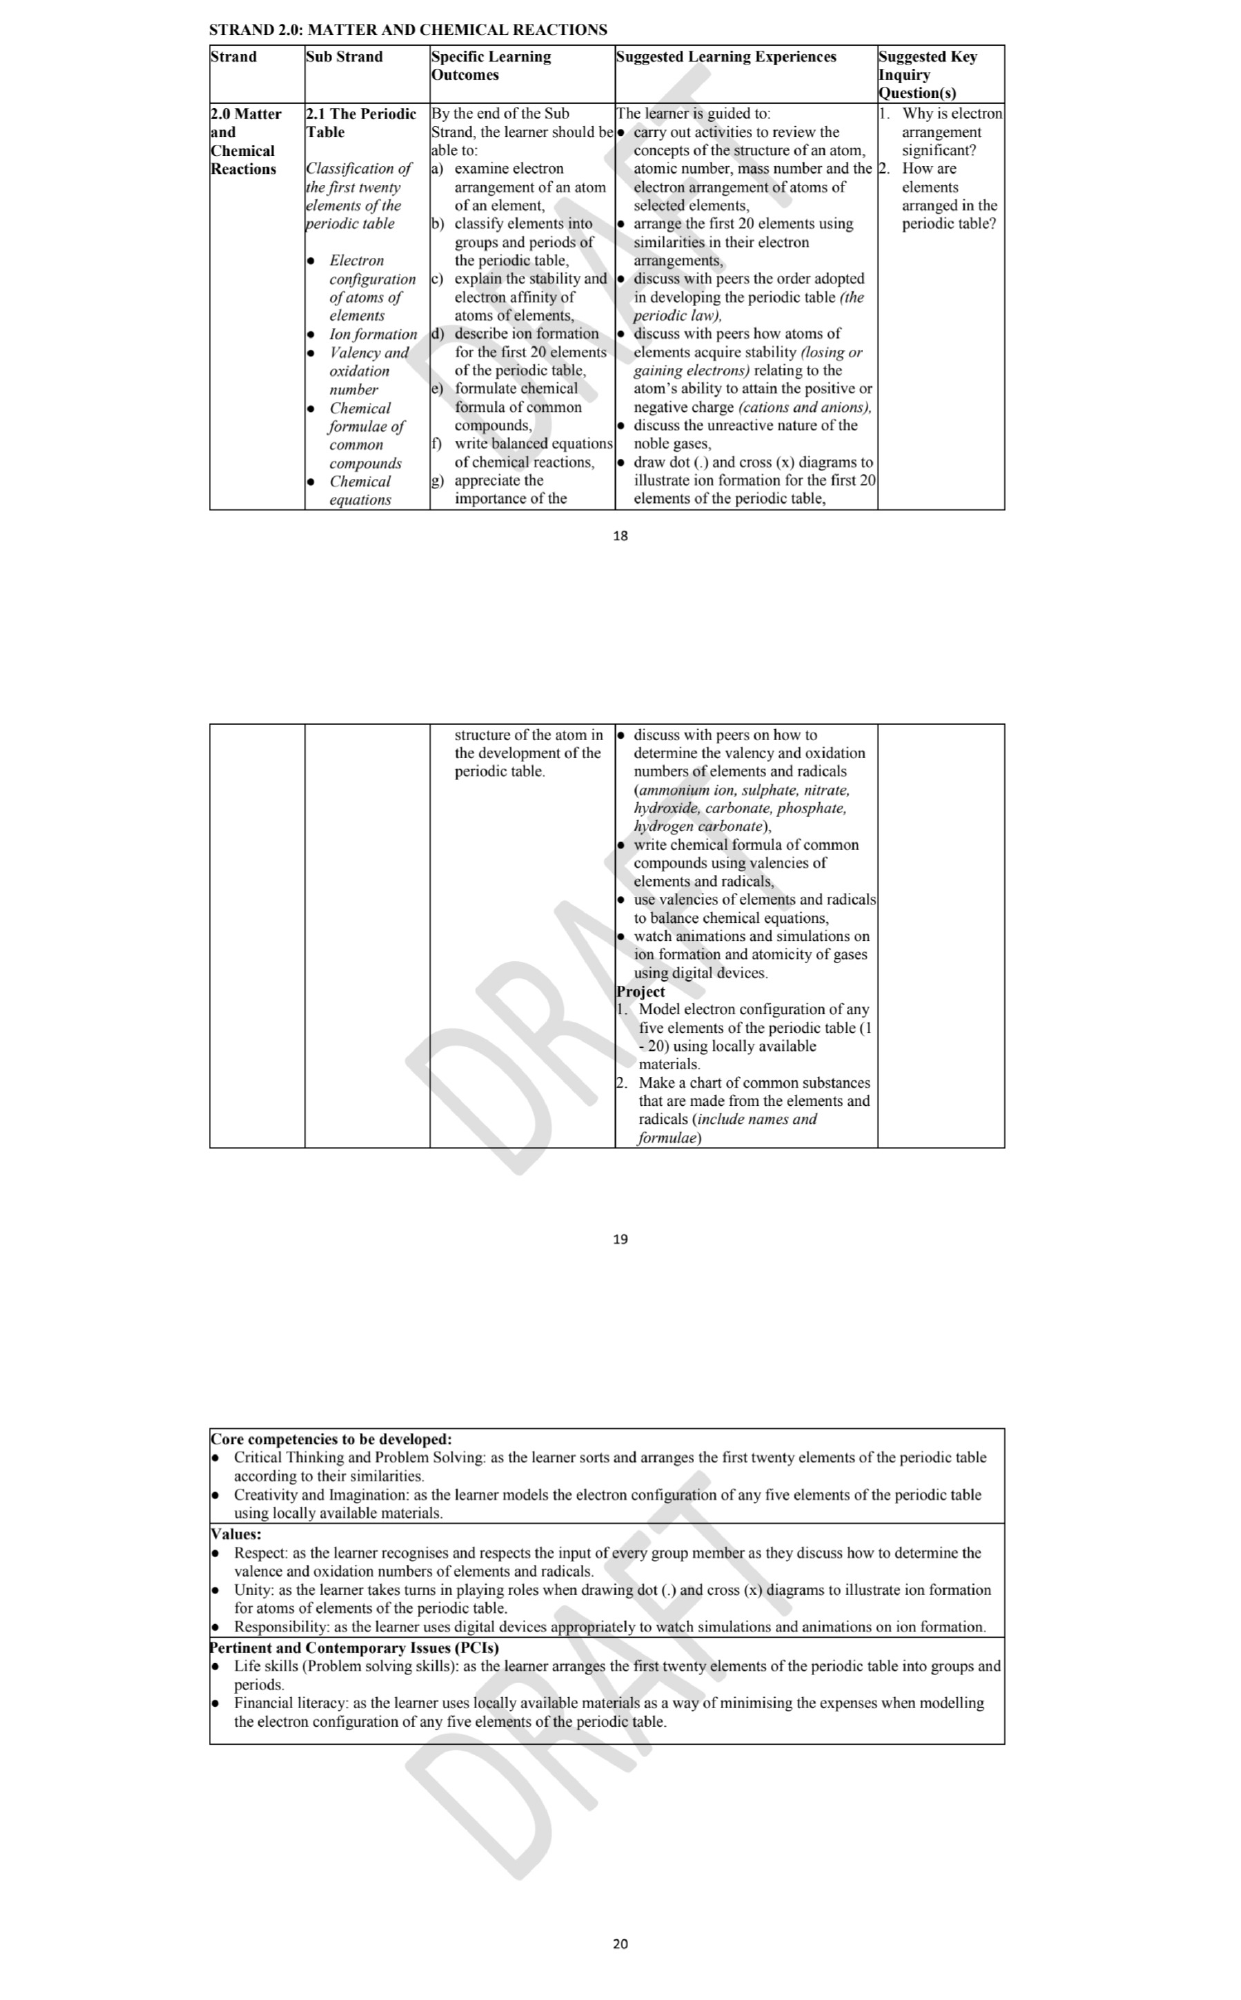 STRAND 2.0: MATTER AND CHEMICAL REACTIONS
Strand
Sub Strand
Specific Learning
Outcomes
Suggested Learning Experiences
Suggested Key
Inquiry
Question(s)
2.0 Matter
and
Chemical
Reactions
2.1 The Periodic
Table
Classification of
the first twenty
elements of the
periodic table
● Electron
configuration
of atoms of
elements
● Ion formation
● Valency and
oxidation
number
● Chemical
formulae of
common
compounds
● Chemical
equations
By the end of the Sub
Strand, the learner should be
able to:
a) examine electron
arrangement of an atom
of an element,
b) classify elements into
groups and periods of
the periodic table,
c) explain the stability and
electron affinity of
atoms of elements,
d) describe ion formation
for the first 20 elements
of the periodic table,
e) formulate chemical
formula of common
compounds,
f) write balanced equations
of chemical reactions,
g) appreciate the
importance of the
The learner is guided to:
● carry out activities to review the
concepts of the structure of an atom,
atomic number, mass number and the
electron arrangement of atoms of
selected elements,
● arrange the first 20 elements using
similarities in their electron
arrangements,
● discuss with peers the order adopted
in developing the periodic table (the
periodic law),
● discuss with peers how atoms of
elements acquire stability (losing or
gaining electrons) relating to the
atom's ability to attain the positive or
negative charge (cations and anions),
● discuss the unreactive nature of the
noble gases,
● draw dot (.) and cross (x) diagrams to
illustrate ion formation for the first 20
elements of the periodic table,
1. Why is electron
arrangement
significant?
2. How are
elements
arranged in the
periodic table?
DRAFT
18
structure of the atom in
the development of the
periodic table.
● discuss with peers on how to
determine the valency and oxidation
numbers of elements and radicals
(ammonium ion, sulphate, nitrate,
hydroxide, carbonate, phosphate,
hydrogen carbonate),
● write chemical formula of common
compounds using valencies of
elements and radicals,
● use valencies of elements and radicals
to balance chemical equations,
● watch animations and simulations on
ion formation and atomicity of gases
using digital devices.
Project
1. Model electron configuration of any
five elements of the periodic table (1
- 20) using locally available
materials.
2. Make a chart of common substances
that are made from the elements and
radicals (include names and
formulae)
DRAFT
19
Core competencies to be developed:
● Critical Thinking and Problem Solving: as the learner sorts and arranges the first twenty elements of the periodic table
according to their similarities.
● Creativity and Imagination: as the learner models the electron configuration of any five elements of the periodic table
using locally available materials.
Values:
● Respect: as the learner recognises and respects the input of every group member as they discuss how to determine the
valence and oxidation numbers of elements and radicals.
● Unity: as the learner takes turns in playing roles when drawing dot (.) and cross (x) diagrams to illustrate ion formation
for atoms of elements of the periodic table.
● Responsibility: as the learner uses digital devices appropriately to watch simulations and animations on ion formation.
Pertinent and Contemporary Issues (PCIs)
● Life skills (Problem solving skills): as the learner arranges the first twenty elements of the periodic table into groups and
periods.
● Financial literacy: as the learner uses locally available materials as a way of minimising the expenses when modelling
the electron configuration of any five elements of the periodic table.
DRAFT
20